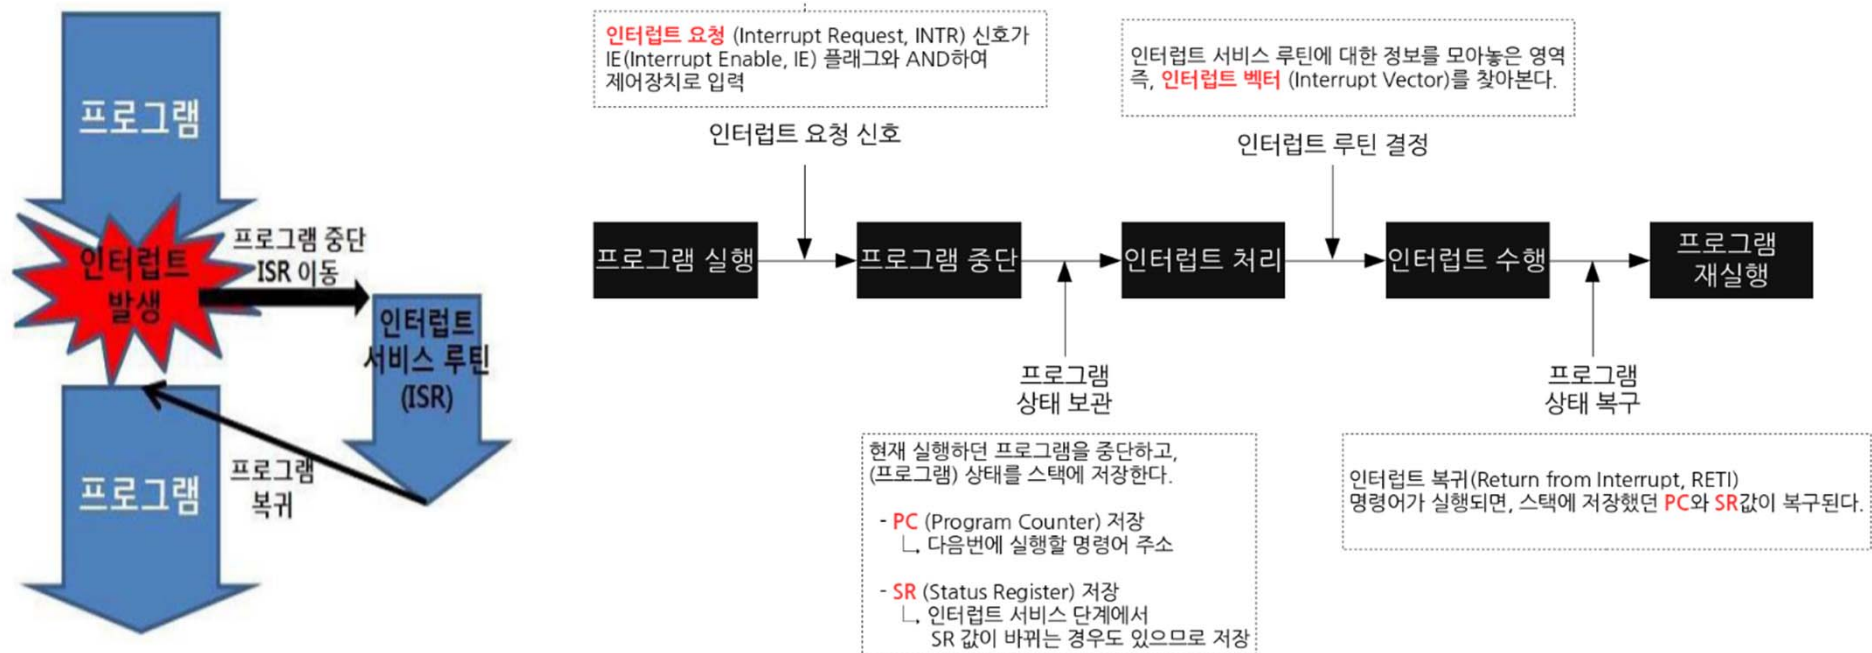 프로그램
인터럽트
발생
프로그램 중단
ISR 이동
인터럽트
서비스 루틴
(ISR)
프로그램
복귀
프로그램
인터럽트 요청 (Interrupt Request, INTR) 신호가
IE(Interrupt Enable, IE) 플래그와 AND하여
제어장치로 입력
인터럽트 요청 신호
인터럽트 서비스 루틴에 대한 정보를 모아놓은 영역
즉, 인터럽트 벡터 (Interrupt Vector)를 찾아본다.
인터럽트 루틴 결정
프로그램 실행
프로그램 중단
인터럽트 처리
인터럽트 수행
프로그램
재실행
프로그램
상태 보관
현재 실행하던 프로그램을 중단하고,
(프로그램) 상태를 스택에 저장한다.
- PC (Program Counter) 저장
다음번에 실행할 명령어 주소
- SR (Status Register) 저장
인터럽트 서비스 단계에서
SR 값이 바뀌는 경우도 있으므로 저장
프로그램
상태 복구
인터럽트 복귀(Return from Interrupt, RETI)
명령어가 실행되면, 스택에 저장했던 PC와 SR값이 복구된다.